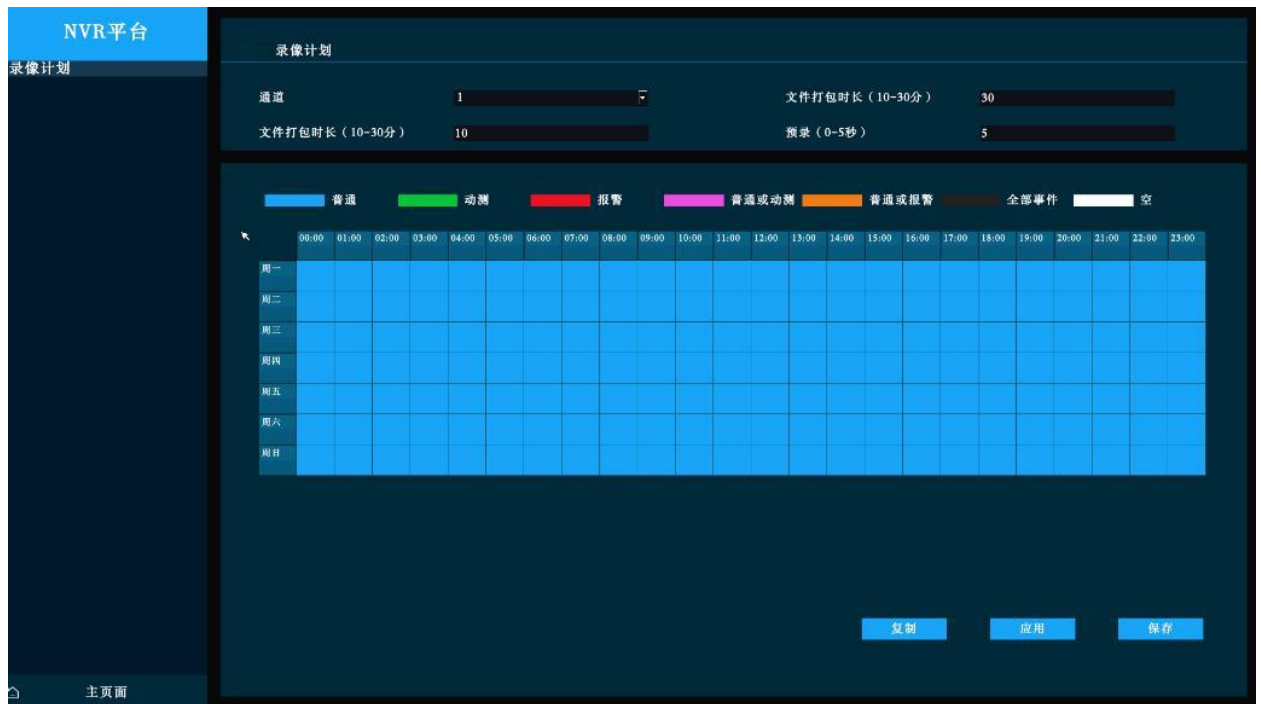 NVR平台
录像计划
录像计划
通道 1 文件打包时长（10-30分） 30
文件打包时长（10-30分） 10 预录（0-5秒） 5
普通 动测 报警 普通或动测 普通或报警 全部事件 空
00:00 01:00 02:00 03:00 04:00 05:00 06:00 07:00 08:00 09:00 10:00 11:00 12:00 13:00 14:00 15:00 16:00 17:00 18:00 19:00 20:00 21:00 22:00 23:00
周一
周二
周三
周四
周五
周六
周日
复制 应用 保存
主页面